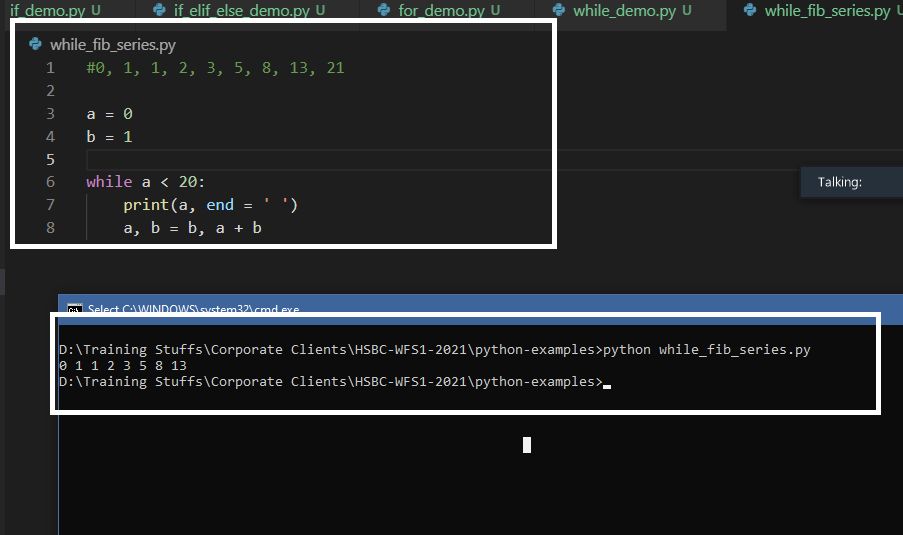 if_demo.py U if_elif_else_demo.py U for_demo.py U while_demo.py U while_fib_series.py U
while_fib_series.py
1 #0, 1, 1, 2, 3, 5, 8, 13, 21
2
3 a = 0
4 b = 1
5
6 while a < 20:
7 print(a, end = ' ')
8 a, b = b, a + b
Talking:
Select C:\WINDOWS\system32\cmd.exe
D:\Training Stuffs\Corporate Clients\HSBC-WFS1-2021\python-examples>python while_fib_series.py
0 1 1 2 3 5 8 13
D:\Training Stuffs\Corporate Clients\HSBC-WFS1-2021\python-examples>